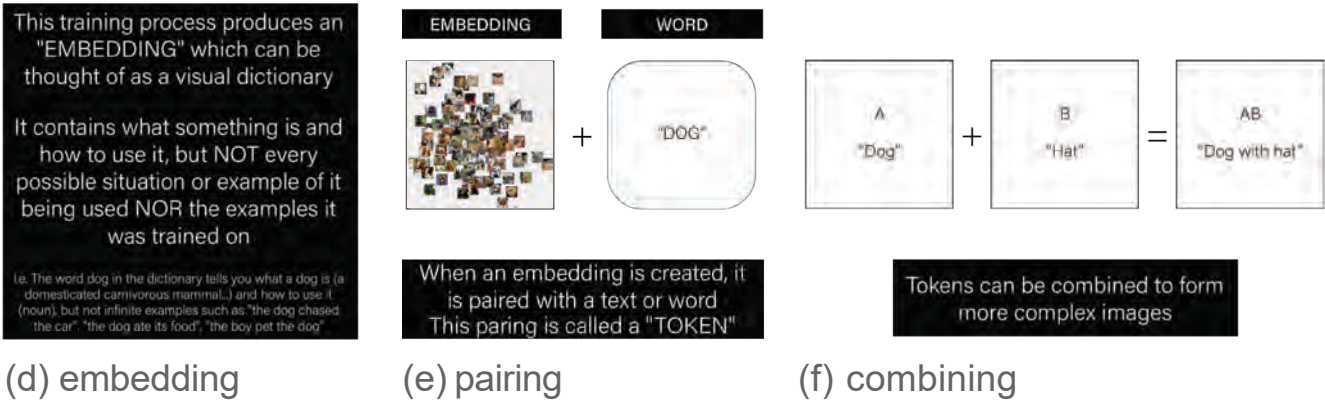 This training process produces an
"EMBEDDING" which can be
thought of as a visual dictionary
It contains what something is and
how to use it, but NOT every
possible situation or example of it
being used NOR the examples it
was trained on
i.e. The word dog in the dictionary tells you what a dog is (a
domesticated carnivorous mammal...) and how to use it
(noun), but not infinite examples such as "the dog chased
the car". "the dog ate its food", "the boy pet the dog"
(d) embedding
EMBEDDING
WORD
+
"DOG"
When an embedding is created, it
is paired with a text or word
This paring is called a "TOKEN"
(e) pairing
A
"Dog"
+
B
"Hat"
=
AB
"Dog with hat"
Tokens can be combined to form
more complex images
(f) combining